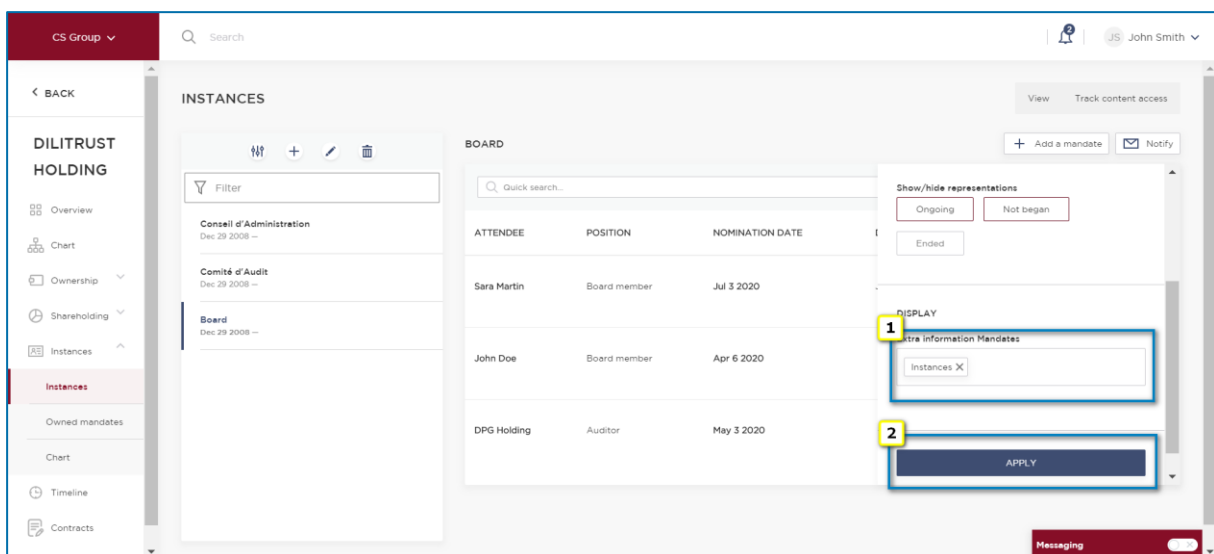 CS Group
Search
2
JS John Smith
BACK
INSTANCES
View Track content access
DILITRUST
HOLDING
BOARD
Add a mandate Notify
Filter
Quick search...
Show/hide representations
Ongoing Not began
Ended
Overview
Chart
Ownership
Shareholding
Instances
Instances
Owned mandates
Chart
Timeline
Contracts
Conseil d'Administration
Dec 29 2008 —
Comité d'Audit
Dec 29 2008 —
Board
Dec 29 2008 —
ATTENDEE POSITION NOMINATION DATE
Sara Martin Board member Jul 3 2020
John Doe Board member Apr 6 2020
DPG Holding Auditor May 3 2020
DISPLAY
1
Information Mandates
Instances X
2
APPLY
Messaging